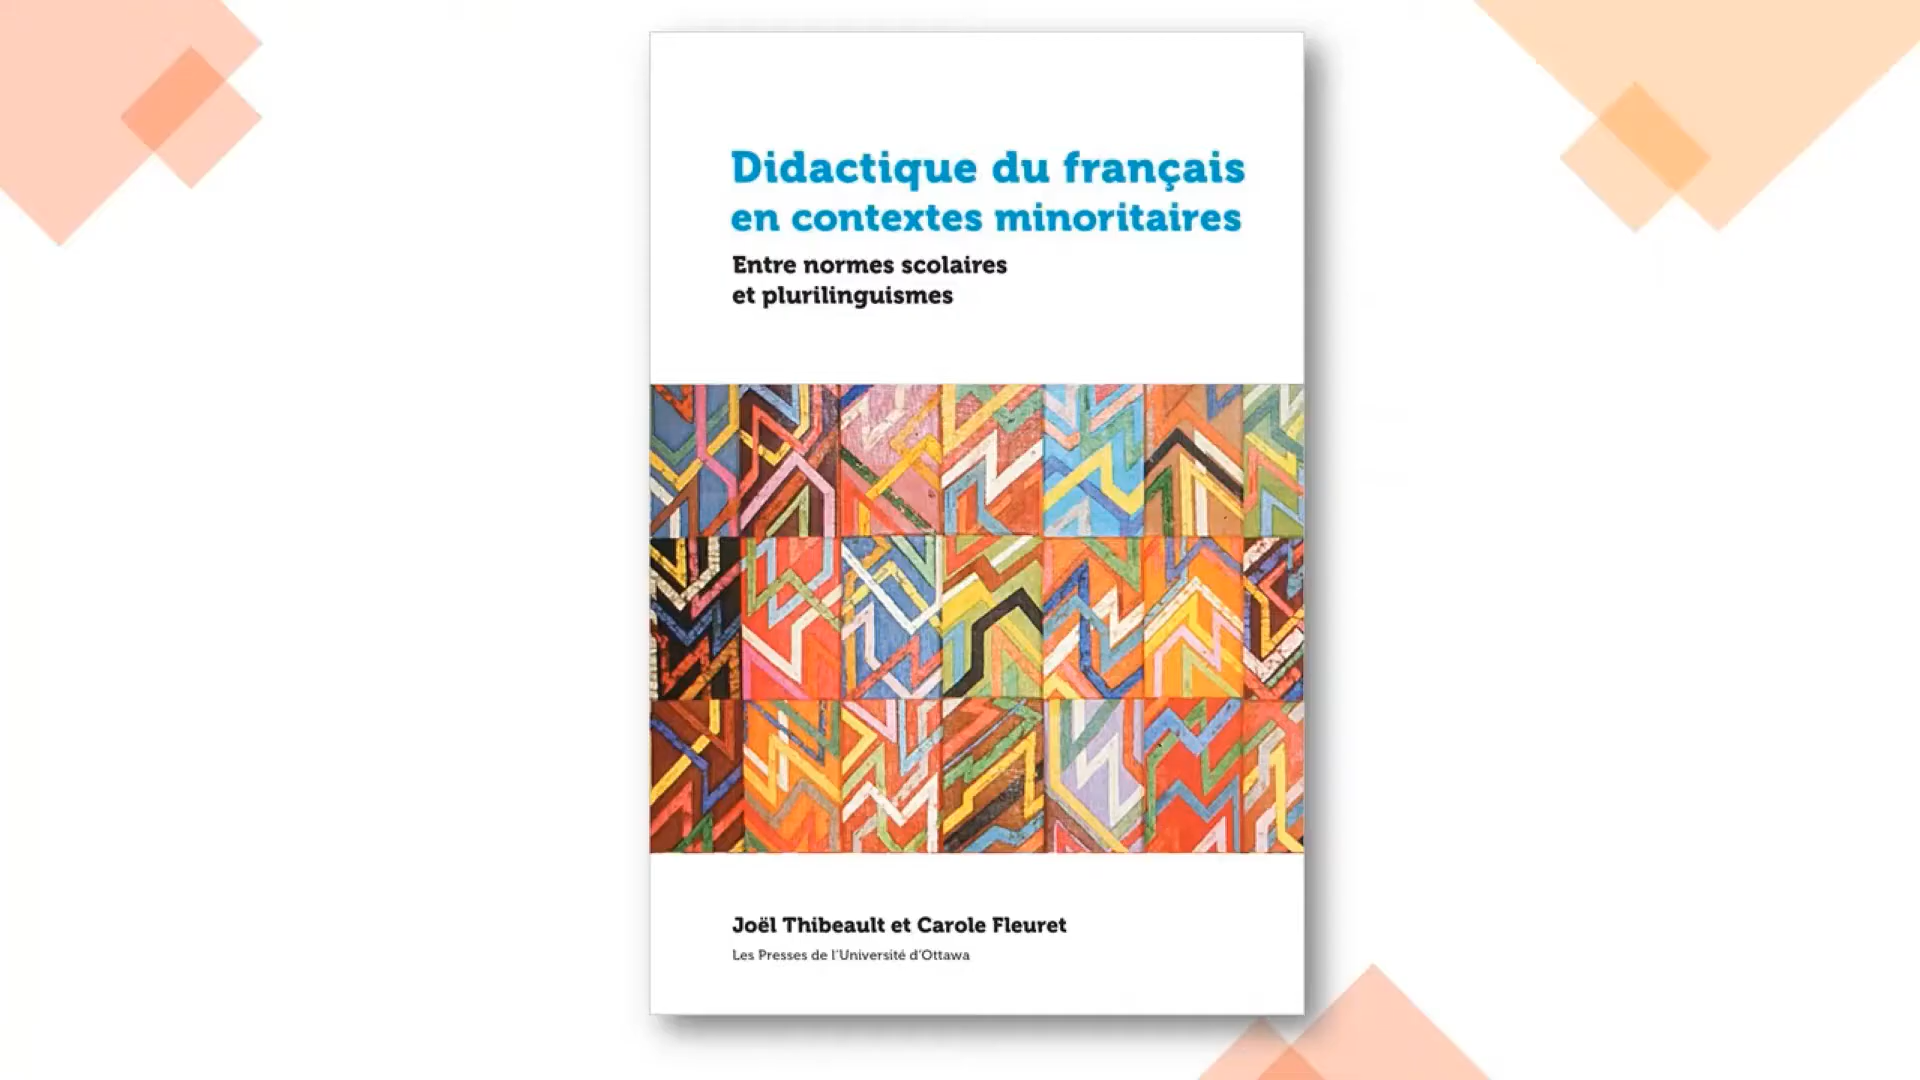 Didactique du français
en contextes minoritaires
Entre normes scolaires
et plurilinguismes
Joël Thibeault et Carole Fleuret
Les Presses de l'Université d'Ottawa